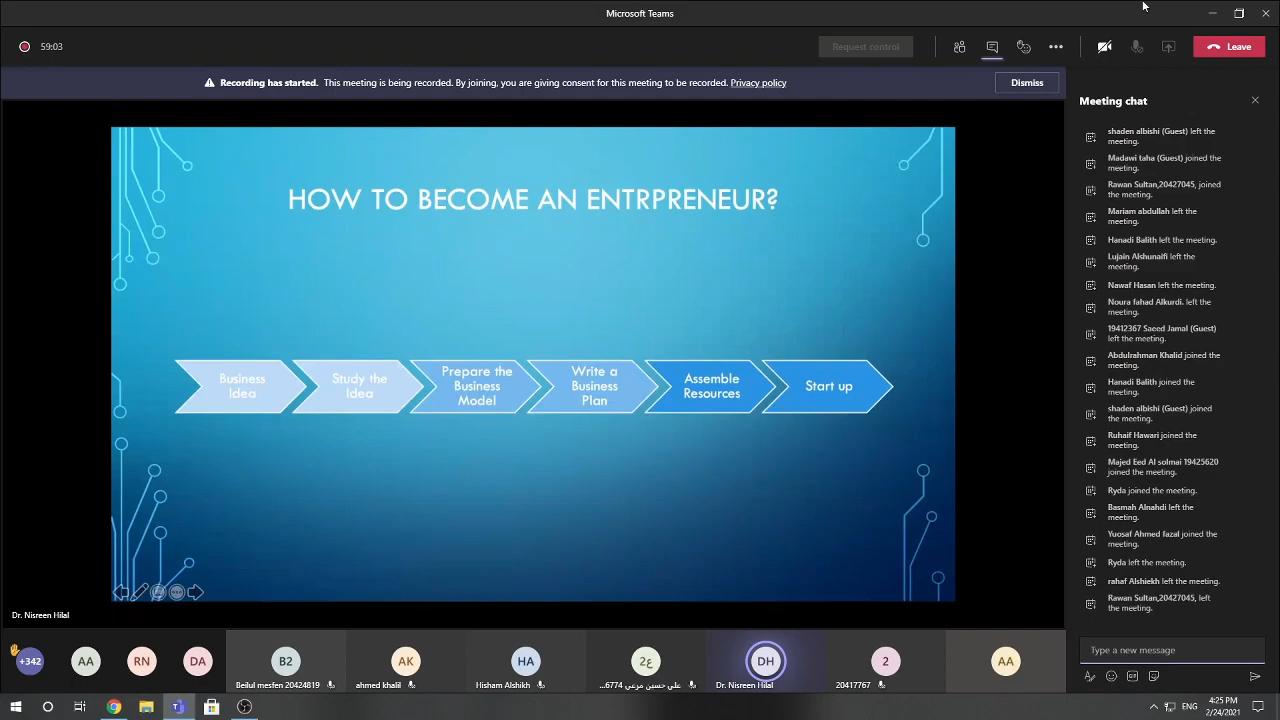 Microsoft Teams
59:03
Request control
Leave
Recording has started. This meeting is being recorded. By joining, you are giving consent for this meeting to be recorded. Privacy policy
Dismiss
HOW TO BECOME AN ENTRPRENEUR?
Business
Idea
Study the
Idea
Prepare the
Business
Model
Write a
Business
Plan
Assemble
Resources
Start up
Dr. Nisreen Hilal
Meeting chat
shaden albishi (Guest) left the
meeting.
Madawi taha (Guest) joined the
meeting.
Rawan Sultan,20427045, joined
the meeting.
Mariam abdullah left the
meeting.
Hanadi Balith left the meeting.
Lujain Alshunaifi left the
meeting.
Nawaf Hasan left the meeting.
Noura fahad Alkurdi. left the
meeting.
19412367 Saeed Jamal (Guest)
left the meeting.
Abdulrahman Khalid joined the
meeting.
Hanadi Balith joined the
meeting.
shaden albishi (Guest) joined
the meeting.
Ruhaif Hawari joined the
meeting.
Majed Eed Al solmai 19425620
joined the meeting.
Ryda joined the meeting.
Basmah Alnahdi left the
meeting.
Yuosaf Ahmed fazal joined the
meeting.
Ryda left the meeting.
rahaf Alshiekh left the meeting.
Rawan Sultan,20427045, left
the meeting.
Type a new message
+342
AA
RN
DA
B2
Beilul mesfen 20424819
AK
ahmed khalil
HA
Hisham Alshikh
ع2
علي حسين مرعي 6774...
DH
Dr. Nisreen Hilal
2
20417767
AA
ENG
4:25 PM
2/24/2021